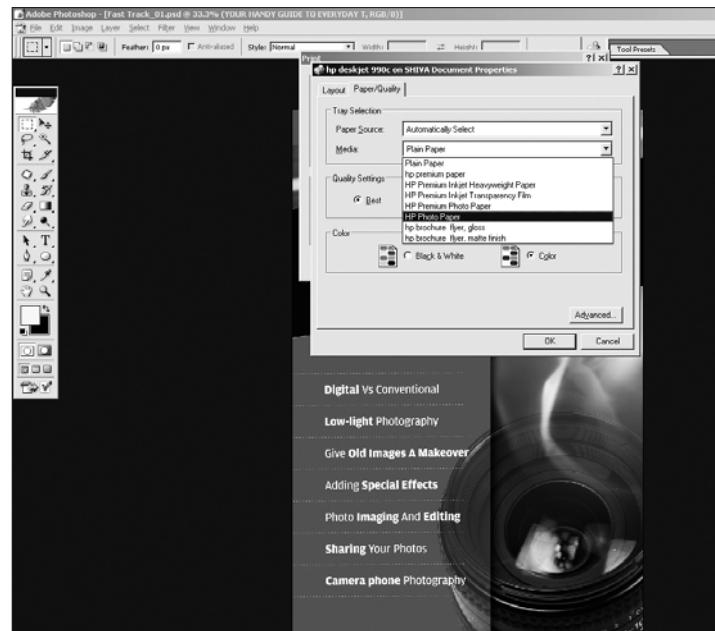 Adobe Photoshop - [Fast Track_01.psd @ 33.3% (YOUR HANDY GUIDE TO EVERYDAY T, RGB/8)]
File Edit Image Layer Select Filter View Window Help
Feather: 0 px Anti-aliased Style: Normal Width: Height: Tool Presets
Print
hp deskjet 990c on SHIVA Document Properties
Layout Paper/Quality
Tray Selection
Paper Source: Automatically Select
Media: Plain Paper
Plain Paper
hp premium paper
HP Premium Inkjet Heavyweight Paper
HP Premium Inkjet Transparency Film
HP Premium Photo Paper
HP Photo Paper
hp brochure flyer, gloss
hp brochure flyer, matte finish
Quality Settings
Best
Color
Black & White Color
Advanced...
OK Cancel
Digital Vs Conventional
Low-light Photography
Give Old Images A Makeover
Adding Special Effects
Photo Imaging And Editing
Sharing Your Photos
Camera phone Photography